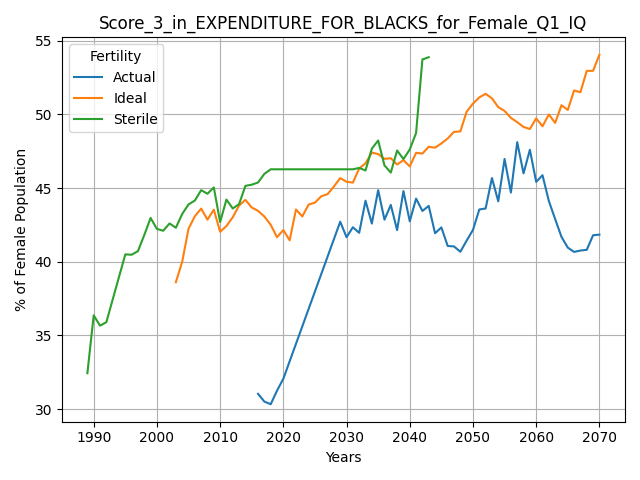 Score_3_in_EXPENDITURE_FOR_BLACKS_for_Female_Q1_IQ
% of Female Population
55
50
45
40
35
30
Fertility
Actual
Ideal
Sterile
1990 2000 2010 2020 2030 2040 2050 2060 2070
Years